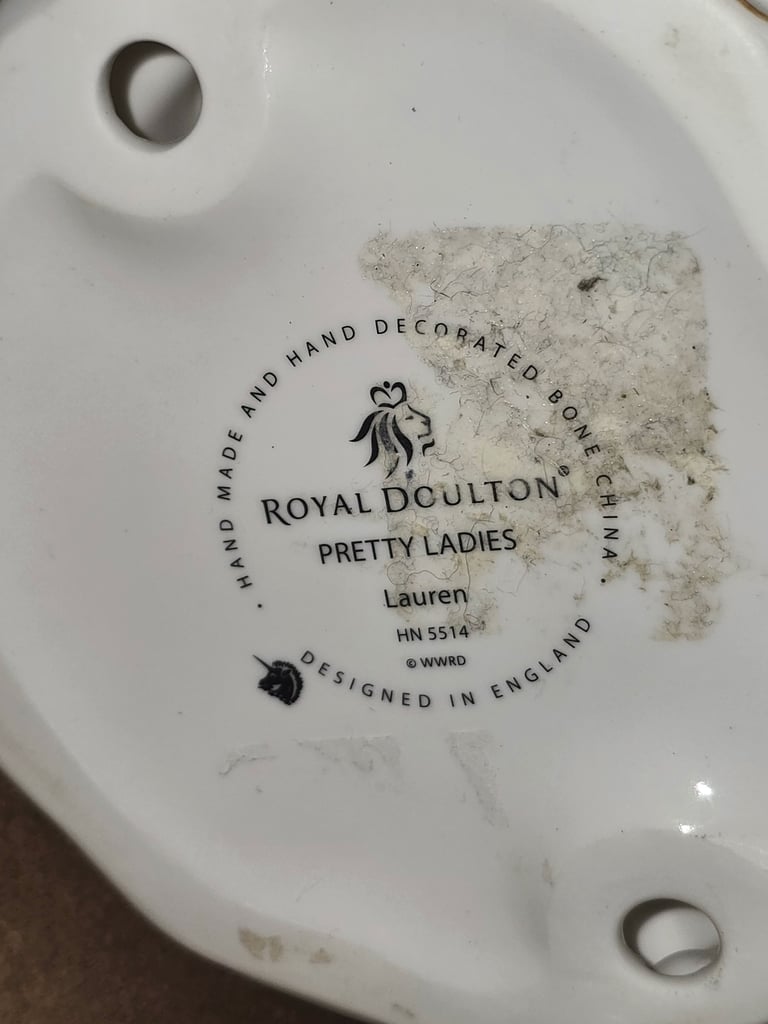 · HAND MADE AND HAND DECORATED BONE CHINA ·
ROYAL DOULTON®
PRETTY LADIES
Lauren
HN 5514
© WWRD
DESIGNED IN ENGLAND